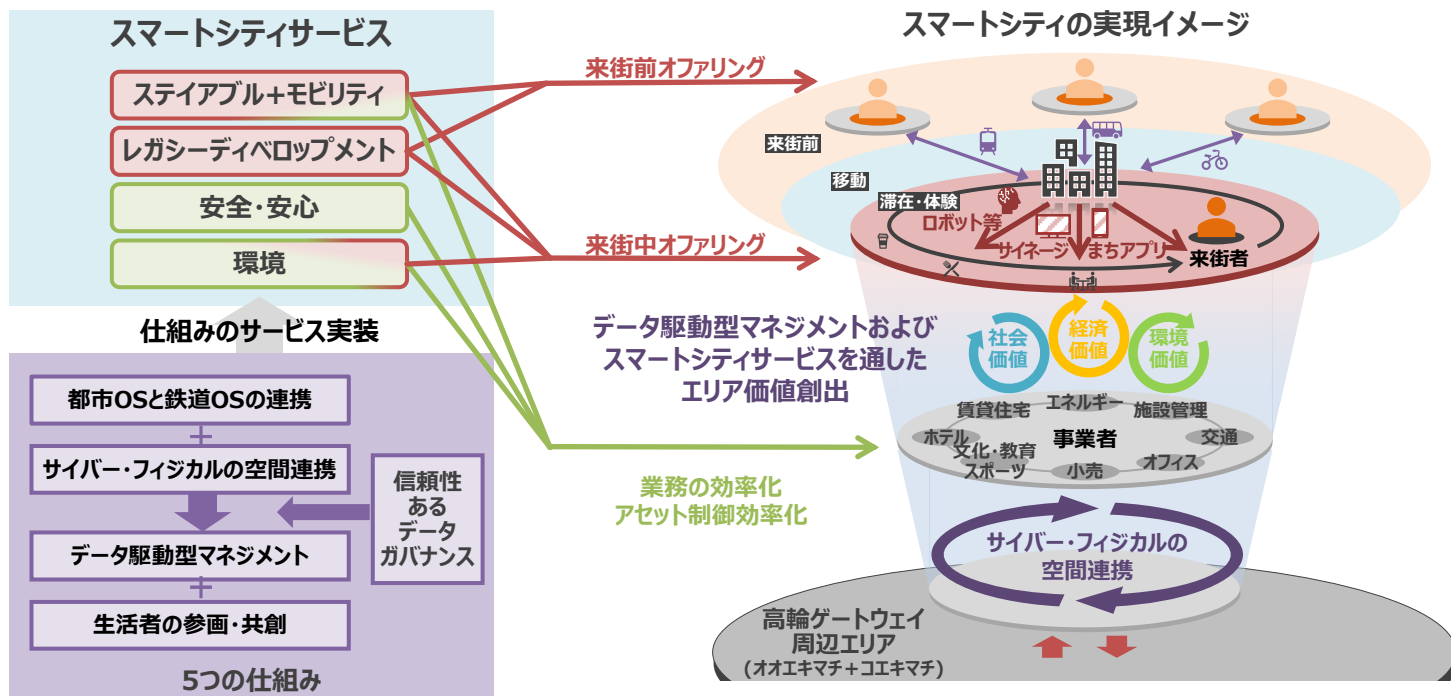 スマートシティサービス
ステイアブル+モビリティ
レガシーディベロップメント
安全・安心
環境
仕組みのサービス実装
都市OSと鉄道OSの連携
+
サイバー・フィジカルの空間連携
信頼性
ある
データ
ガバナンス
データ駆動型マネジメント
+
生活者の参画・共創
5つの仕組み
来街前オファリング
来街中オファリング
データ駆動型マネジメントおよび
スマートシティサービスを通した
エリア価値創出
業務の効率化
アセット制御効率化
スマートシティの実現イメージ
来街前
移動
滞在・体験
ロボット等
サイネージ
まちアプリ
来街者
社会
価値
経済
価値
環境
価値
賃貸住宅
エネルギー
施設管理
ホテル
事業者
交通
文化・教育
スポーツ
小売
オフィス
サイバー・フィジカルの
空間連携
高輪ゲートウェイ
周辺エリア
(オオエキマチ+コエキマチ)